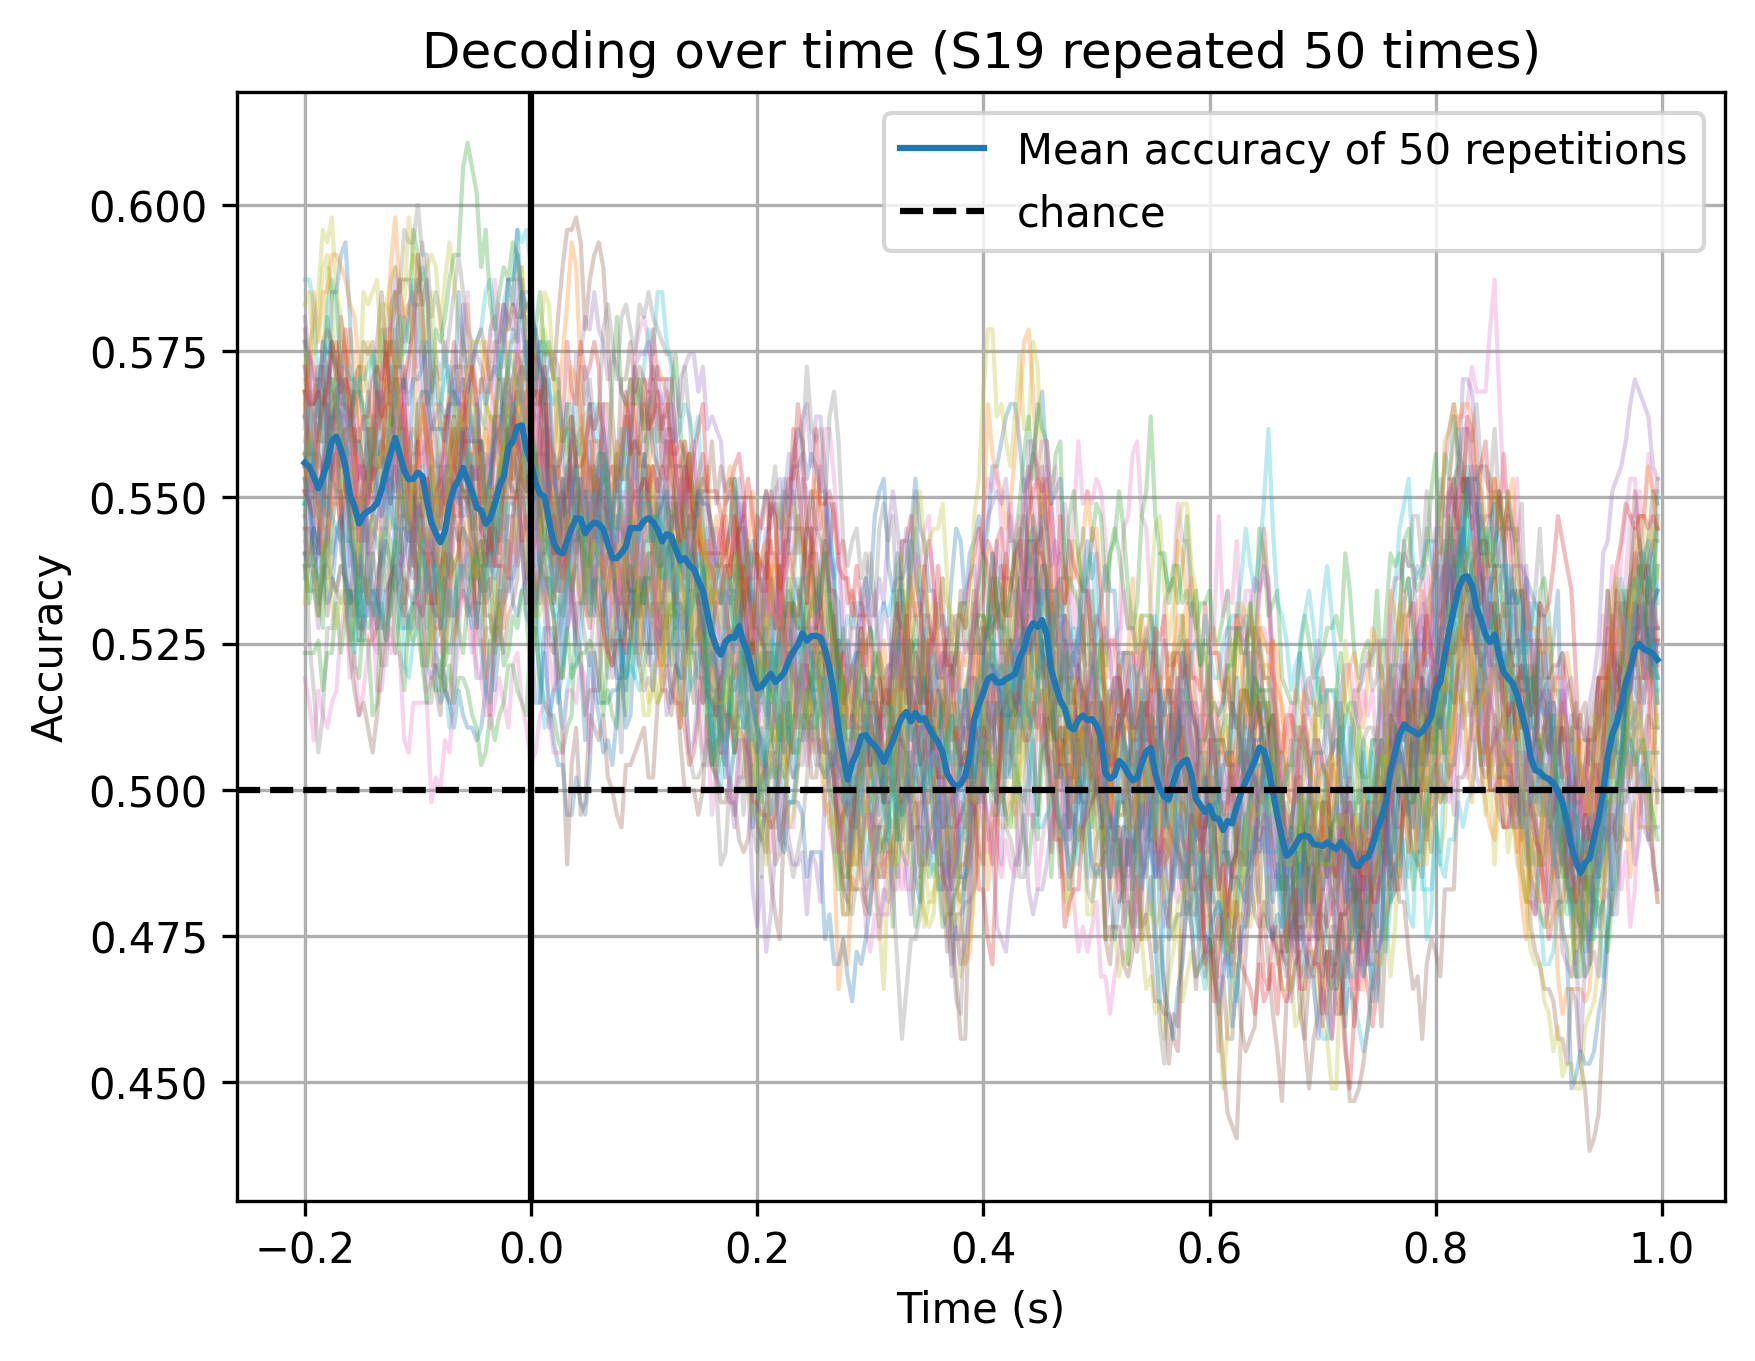 Decoding over time (S19 repeated 50 times)
Mean accuracy of 50 repetitions
chance
0.600
0.575
0.550
0.525
0.500
0.475
0.450
Accuracy
−0.2 0.0 0.2 0.4 0.6 0.8 1.0
Time (s)